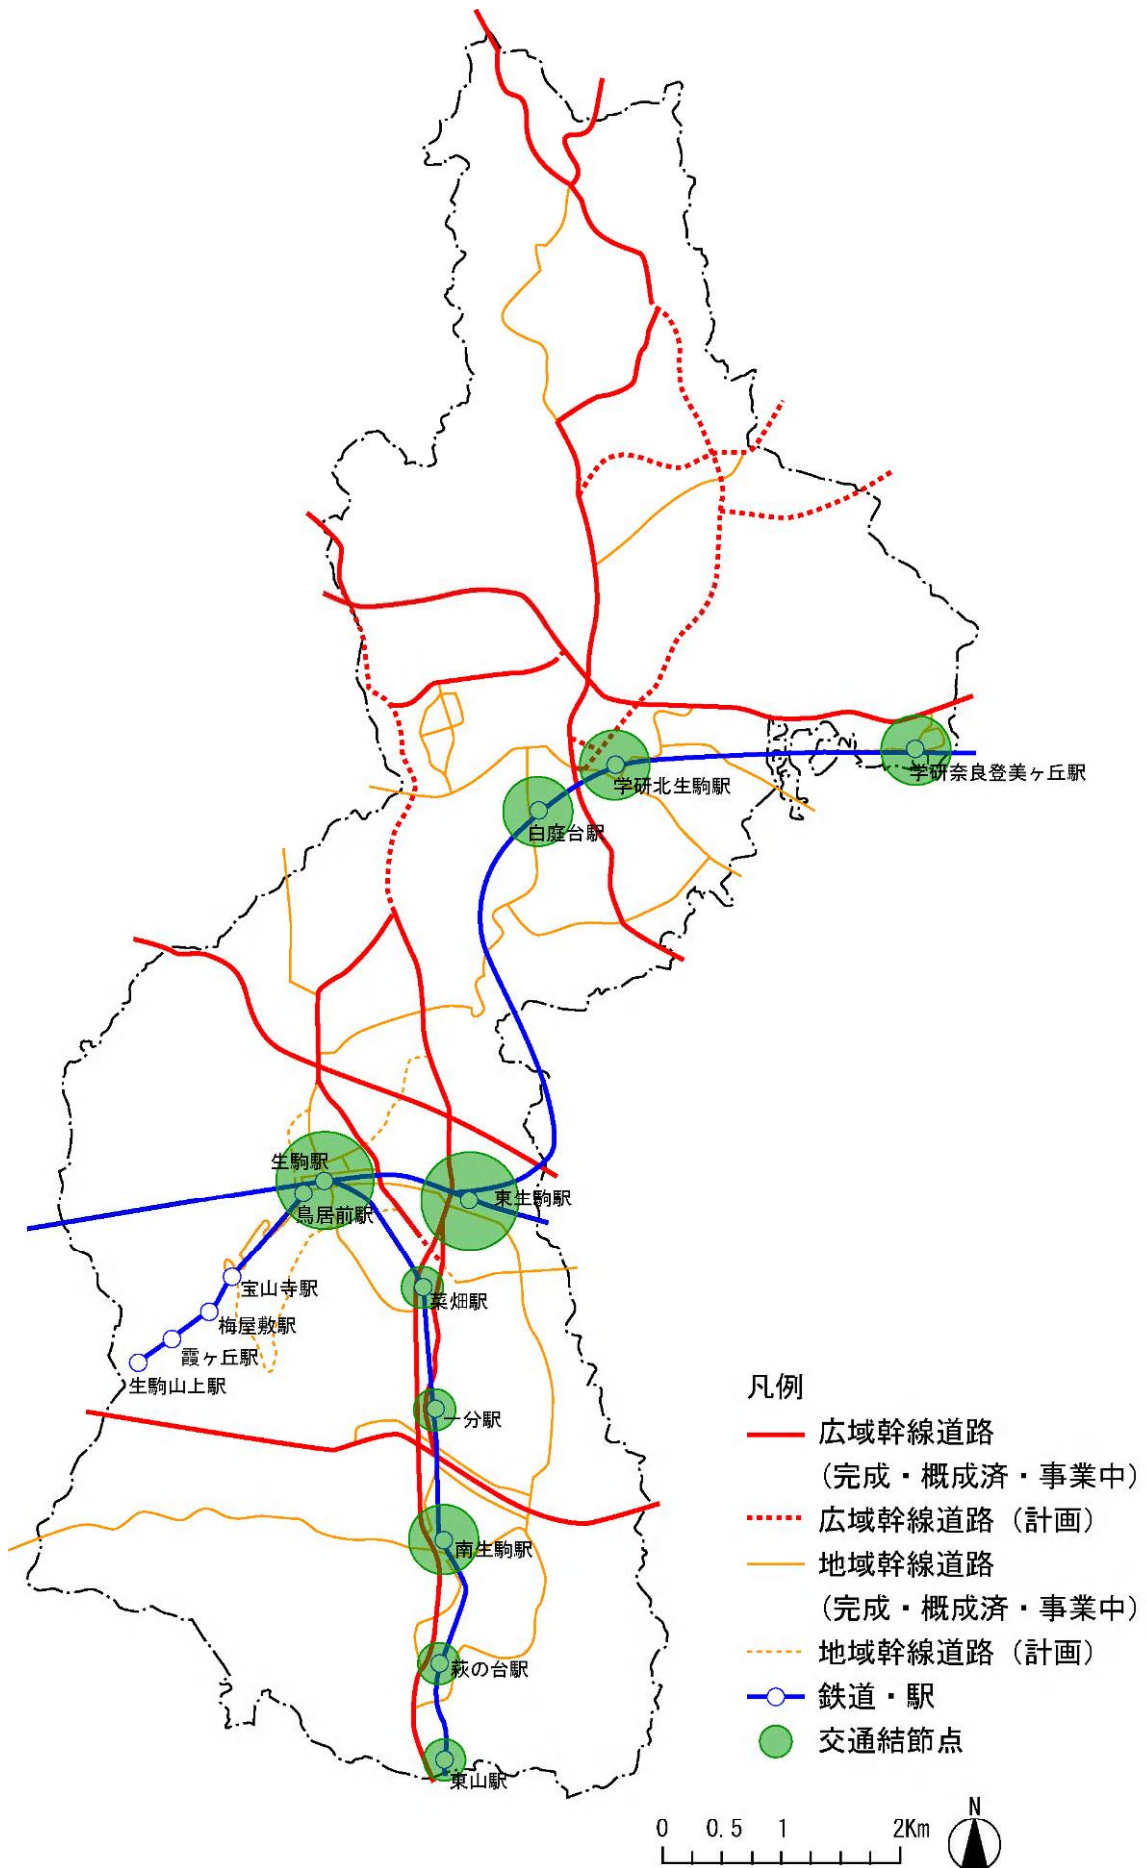 学研奈良登美ヶ丘駅
学研北生駒駅
白庭台駅
生駒駅
東生駒駅
鳥居前駅
宝山寺駅
菜畑駅
梅屋敷駅
霞ヶ丘駅
生駒山上駅
一分駅
南生駒駅
萩の台駅
東山駅
凡例
広域幹線道路
(完成・概成済・事業中)
広域幹線道路（計画）
地域幹線道路
(完成・概成済・事業中)
地域幹線道路（計画）
鉄道・駅
交通結節点
N
0 0.5 1 2Km